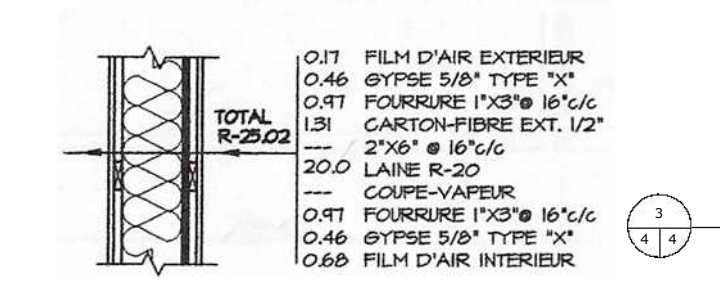 TOTAL
R-25.02
0.17 FILM D'AIR EXTERIEUR
0.46 GYPSE 5/8" TYPE "X"
0.97 FOURRURE 1"X3"@ 16"c/c
1.31 CARTON-FIBRE EXT. 1/2"
--- 2"X6" @ 16"c/c
20.0 LAINE R-20
--- COUPE-VAPEUR
0.97 FOURRURE 1"X3"@ 16"c/c
0.46 GYPSE 5/8" TYPE "X"
0.68 FILM D'AIR INTERIEUR
3
4 4